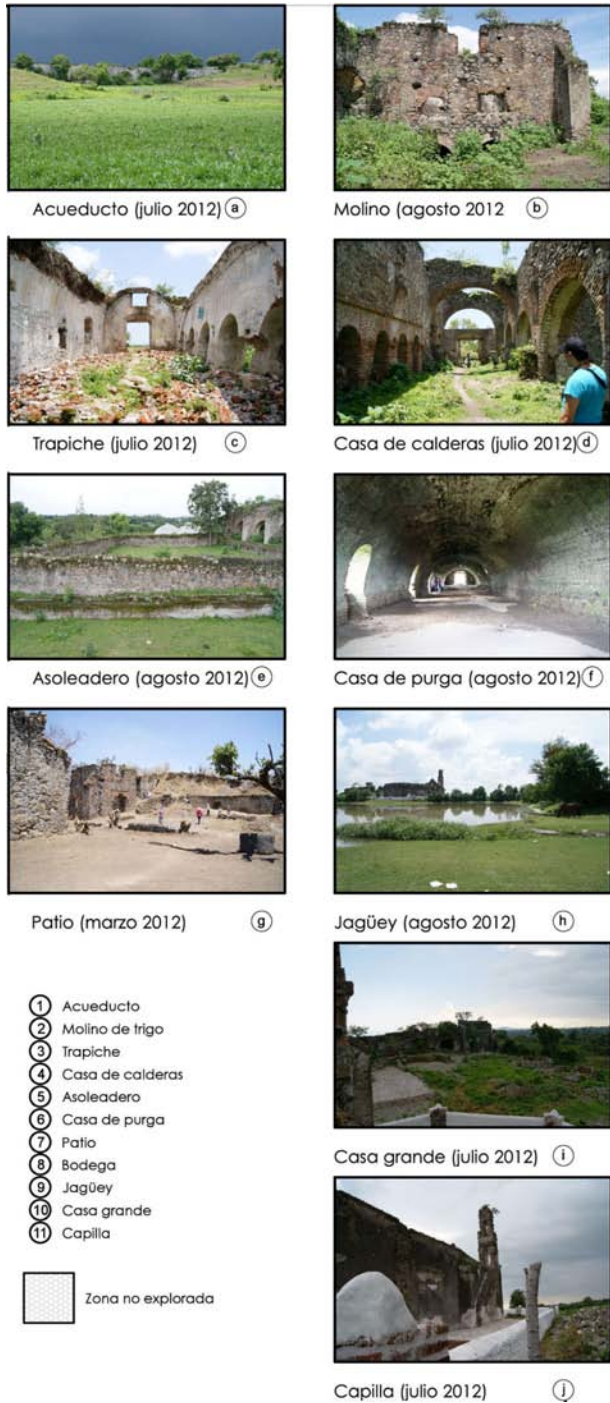 Acueducto (julio 2012) a
Molino (agosto 2012 b
Trapiche (julio 2012) c
Casa de calderas (julio 2012) d
Asoleadero (agosto 2012) e
Casa de purga (agosto 2012) f
Patio (marzo 2012) g
Jagüey (agosto 2012) h
1 Acueducto
2 Molino de trigo
3 Trapiche
4 Casa de calderas
5 Asoleadero
6 Casa de purga
7 Patio
8 Bodega
9 Jagüey
10 Casa grande
11 Capilla
Zona no explorada
Casa grande (julio 2012) i
Capilla (julio 2012) j